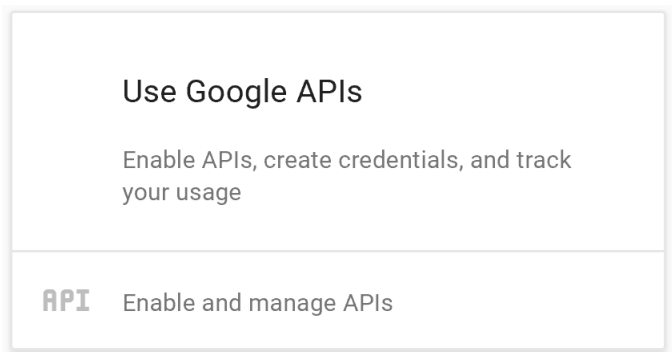 Use Google APIs
Enable APIs, create credentials, and track
your usage
API Enable and manage APIs